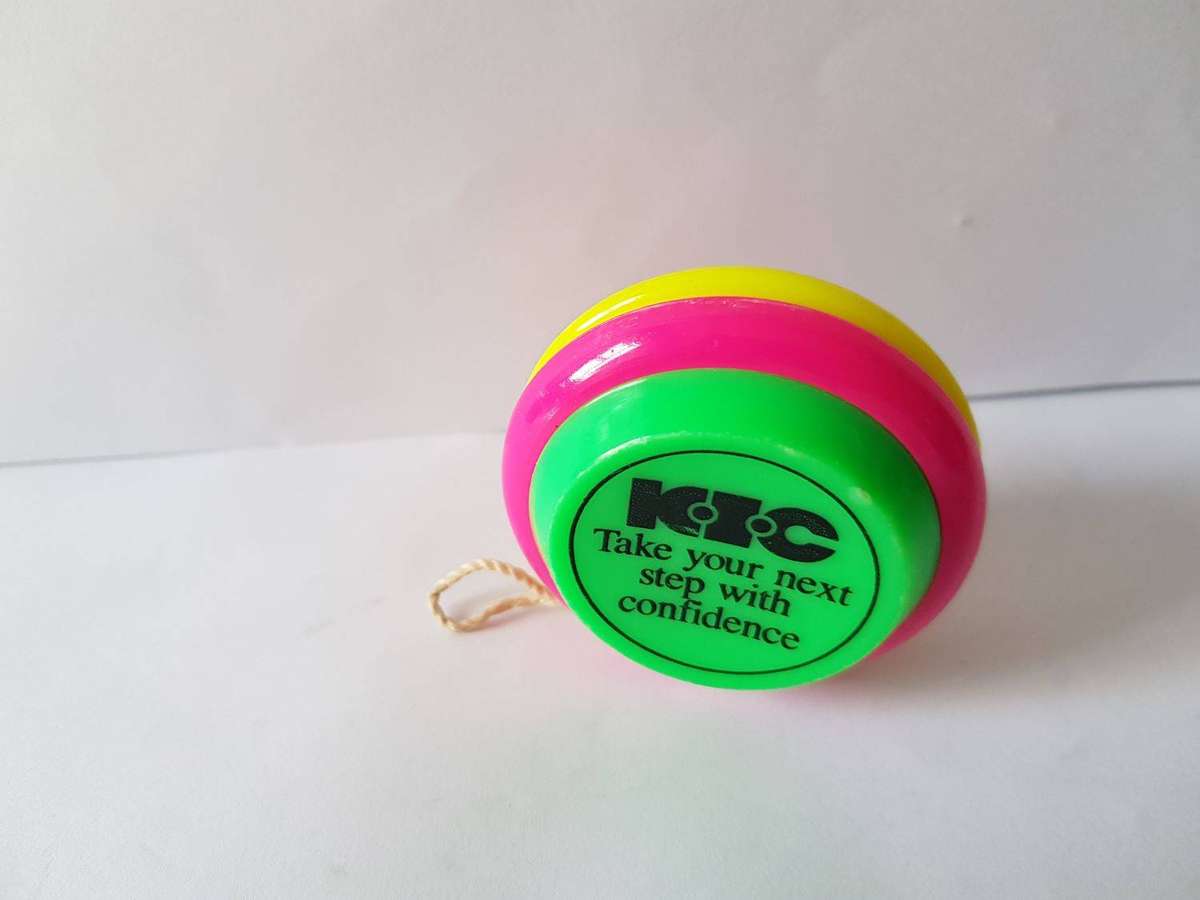 KIC
Take your next
step with
confidence